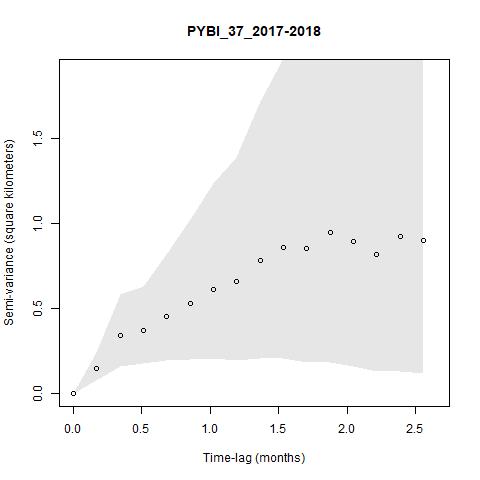 PYBI_37_2017-2018
Semi-variance (square kilometers)
1.5
1.0
0.5
0.0
0.0 0.5 1.0 1.5 2.0 2.5
Time-lag (months)